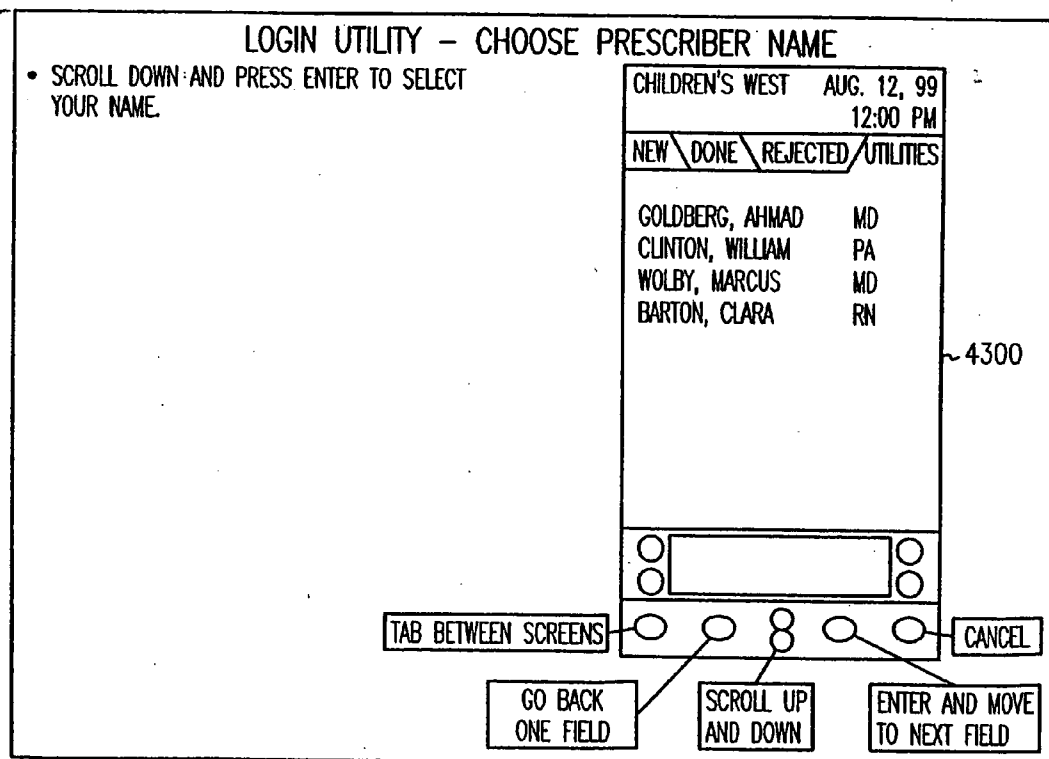 LOGIN UTILITY – CHOOSE PRESCRIBER NAME
• SCROLL DOWN AND PRESS ENTER TO SELECT
YOUR NAME.
CHILDREN'S WEST AUG. 12, 99
12:00 PM
NEW DONE REJECTED UTILITIES
GOLDBERG, AHMAD MD
CLINTON, WILLIAM PA
WOLBY, MARCUS MD
BARTON, CLARA RN
4300
TAB BETWEEN SCREENS
CANCEL
GO BACK
ONE FIELD
SCROLL UP
AND DOWN
ENTER AND MOVE
TO NEXT FIELD